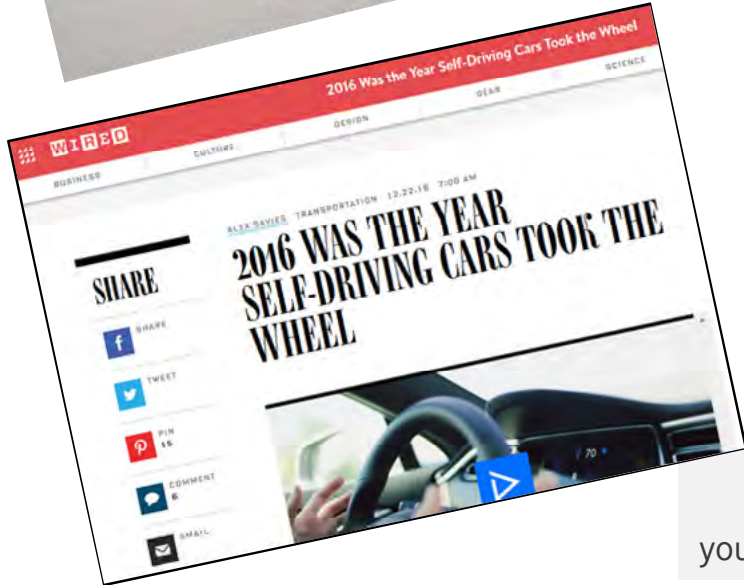 2016 Was the Year Self-Driving Cars Took the Wheel
WIRED
BUSINESS
CULTURE
DESIGN
GEAR
SCIENCE
ALEX DAVIES TRANSPORTATION 12.22.16 7:00 AM
2016 WAS THE YEAR
SELF-DRIVING CARS TOOK THE
WHEEL
SHARE
f SHARE
TWEET
PIN
15
COMMENT
6
EMAIL
70
you